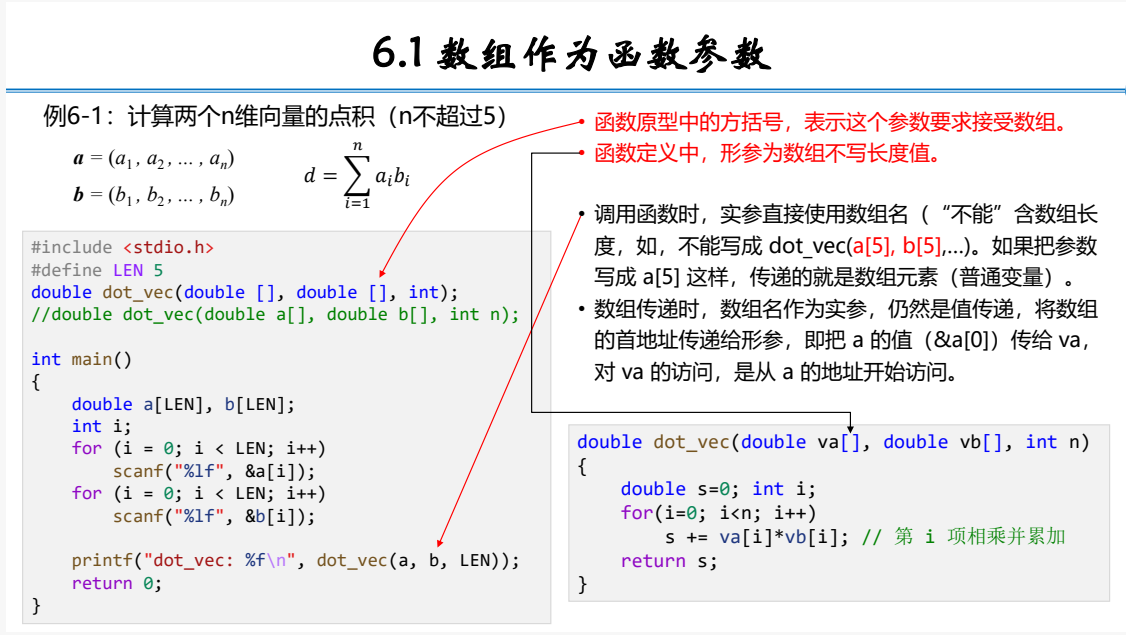 6.1 数组作为函数参数
例6-1：计算两个n维向量的点积（n不超过5）
a = (a1, a2, … , an)
b = (b1, b2, … , bn)
d = ∑_{i=1}^{n} aibi
#include <stdio.h>
#define LEN 5
double dot_vec(double [], double [], int);
//double dot_vec(double a[], double b[], int n);
int main()
{
double a[LEN], b[LEN];
int i;
for (i = 0; i < LEN; i++)
scanf("%lf", &a[i]);
for (i = 0; i < LEN; i++)
scanf("%lf", &b[i]);
printf("dot_vec: %f\n", dot_vec(a, b, LEN));
return 0;
}
• 函数原型中的方括号，表示这个参数要求接受数组。
• 函数定义中，形参为数组不写长度值。
• 调用函数时，实参直接使用数组名（“不能”含数组长
度，如，不能写成 dot_vec(a[5], b[5],…)。如果把参数
写成 a[5] 这样，传递的就是数组元素（普通变量）。
• 数组传递时，数组名作为实参，仍然是值传递，将数组
的首地址传递给形参，即把 a 的值（&a[0]）传给 va，
对 va 的访问，是从 a 的地址开始访问。
double dot_vec(double va[], double vb[], int n)
{
double s=0; int i;
for(i=0; i<n; i++)
s += va[i]*vb[i]; // 第 i 项相乘并累加
return s;
}